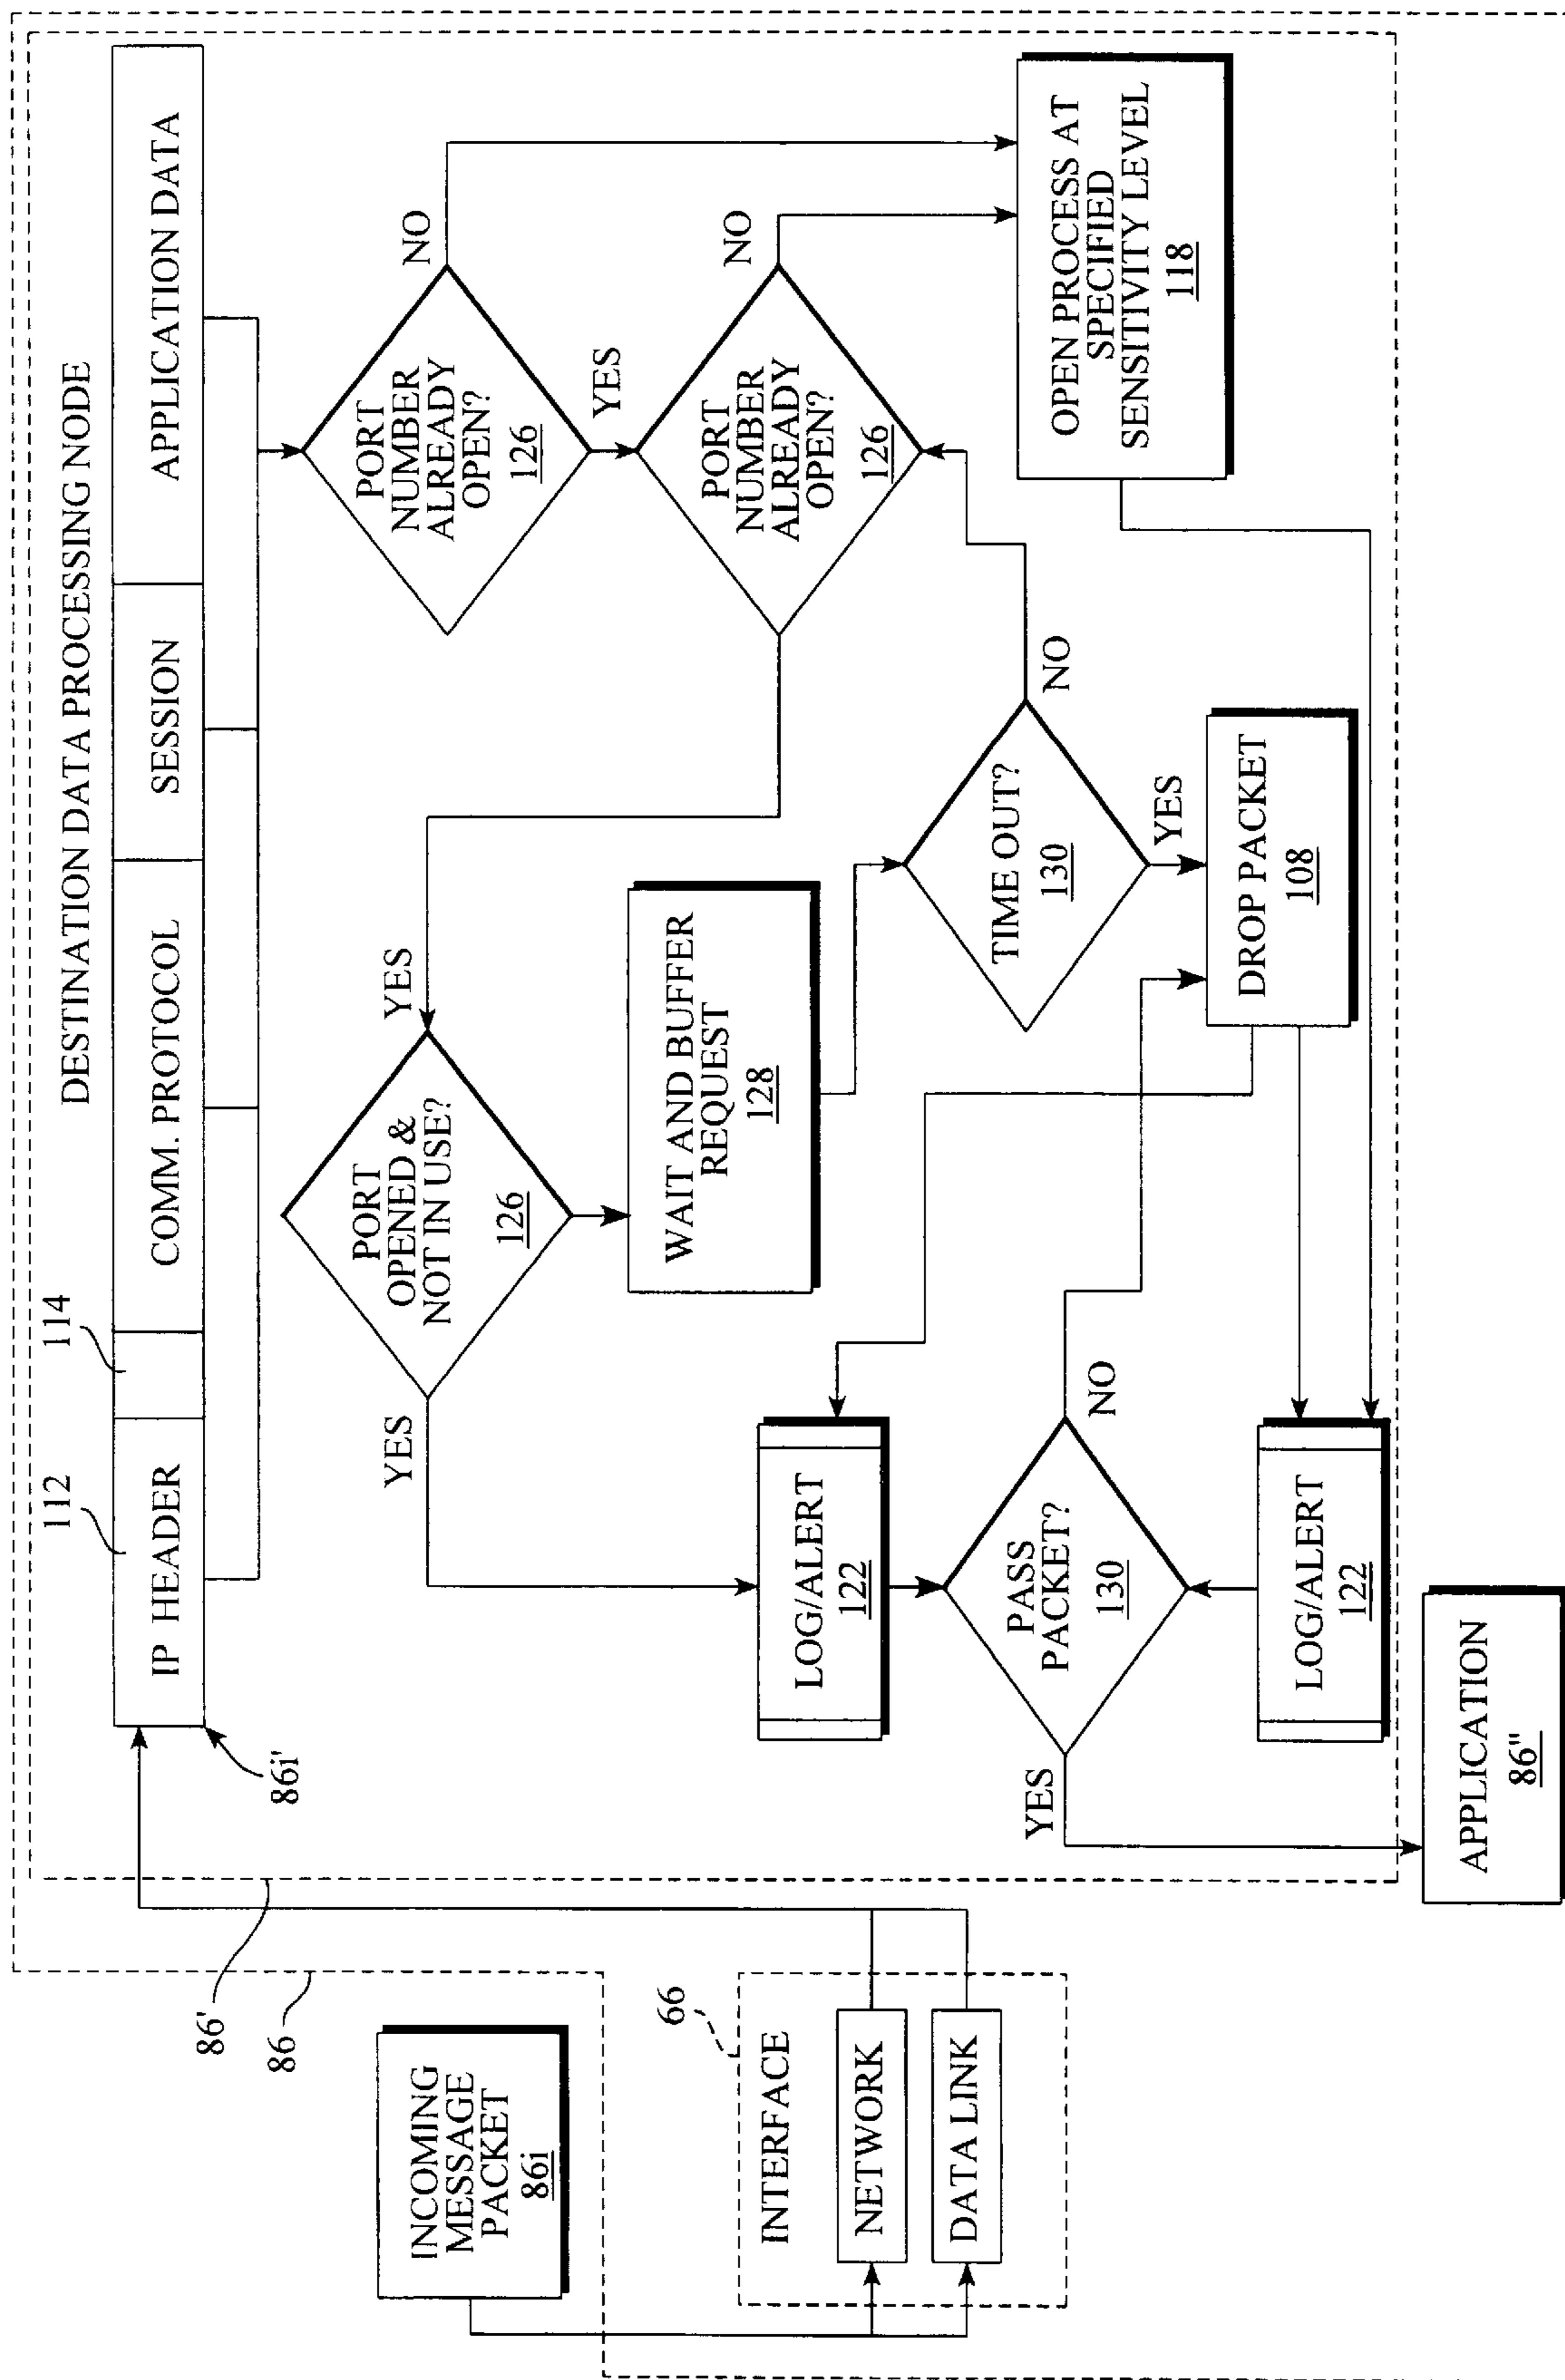 DESTINATION DATA PROCESSING NODE
112
114
IP HEADER
COMM. PROTOCOL
SESSION
APPLICATION DATA
86i'
86'
86
INCOMING
MESSAGE
PACKET
86i
66
INTERFACE
NETWORK
DATA LINK
PORT
NUMBER
ALREADY
OPEN?
126
NO
YES
PORT
NUMBER
ALREADY
OPEN?
126
NO
YES
PORT
OPENED &
NOT IN USE?
126
YES
WAIT AND BUFFER
REQUEST
128
TIME OUT?
130
NO
YES
DROP PACKET
108
OPEN PROCESS AT
SPECIFIED
SENSITIVITY LEVEL
118
LOG/ALERT
122
PASS
PACKET?
130
NO
YES
LOG/ALERT
122
APPLICATION
86"